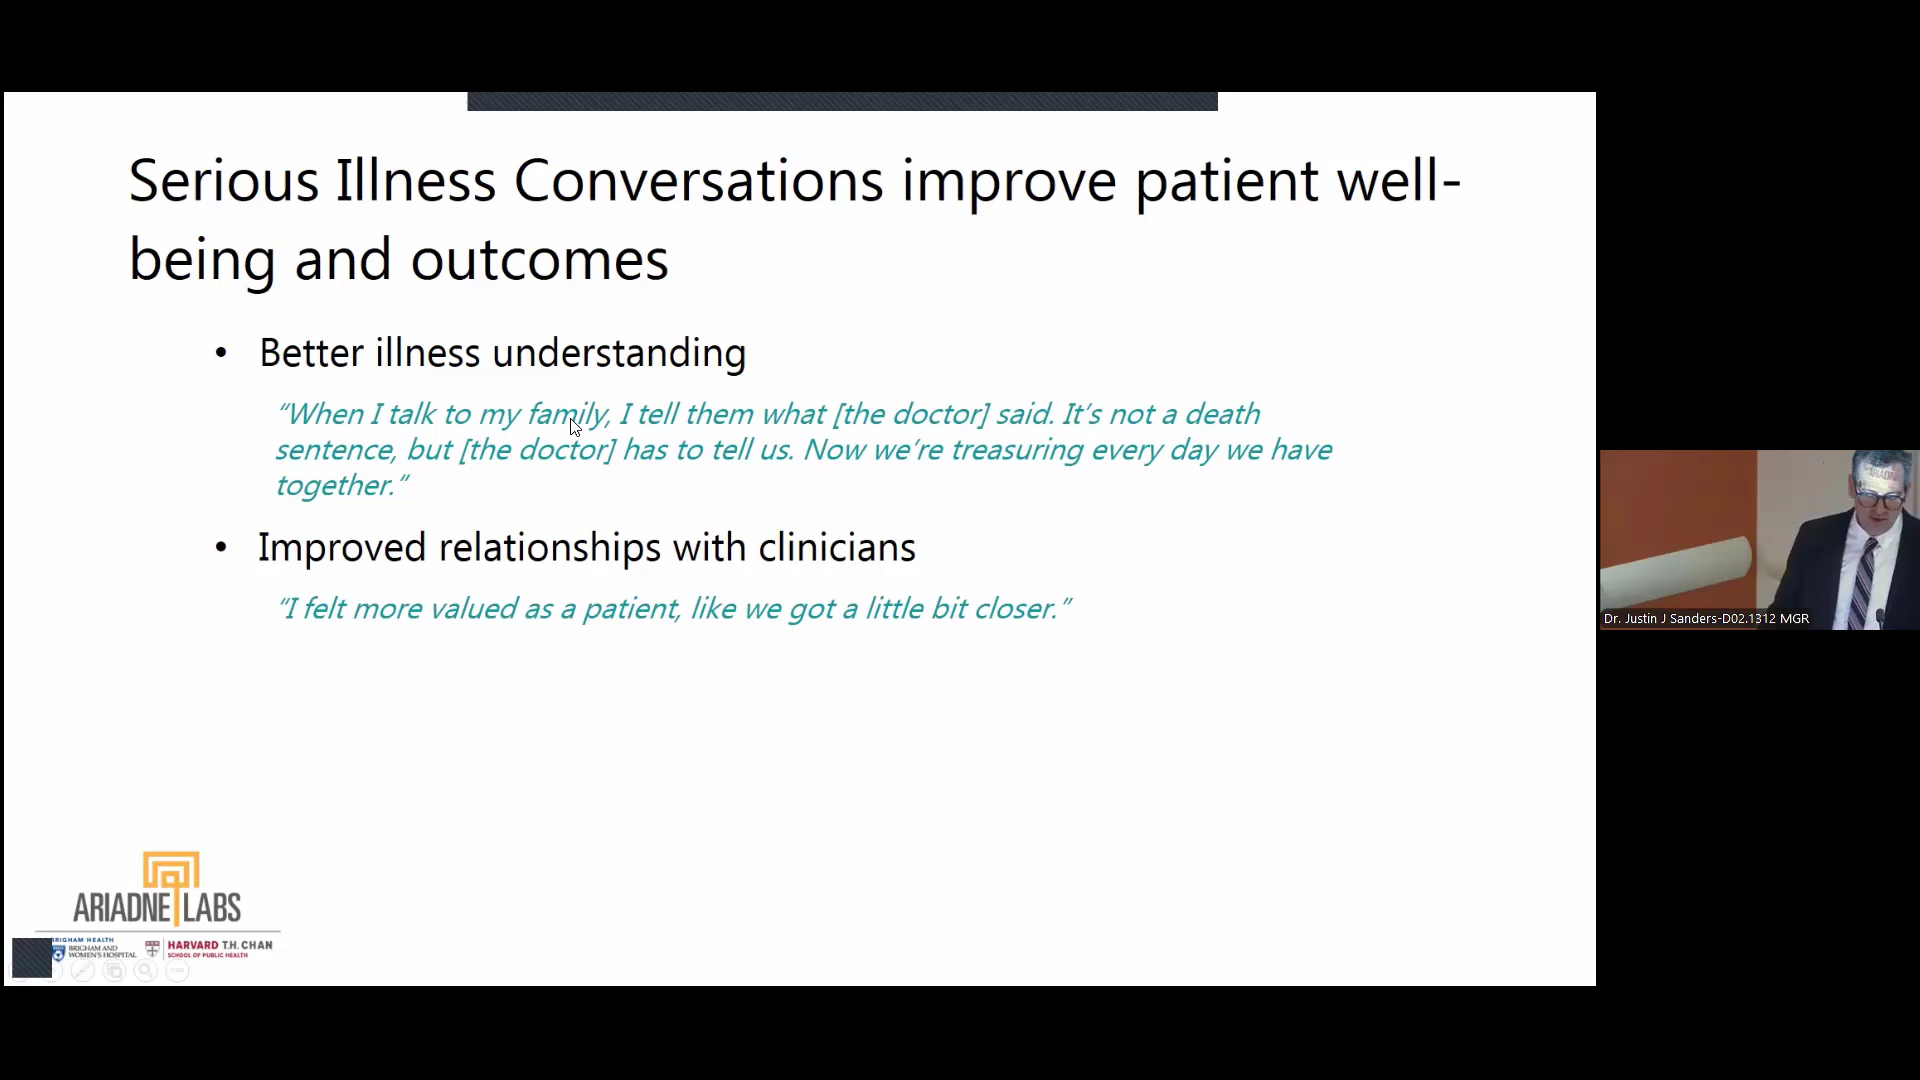 Serious Illness Conversations improve patient well-
being and outcomes
• Better illness understanding
“When I talk to my family, I tell them what [the doctor] said. It’s not a death
sentence, but [the doctor] has to tell us. Now we’re treasuring every day we have
together.”
• Improved relationships with clinicians
“I felt more valued as a patient, like we got a little bit closer.”
Dr. Justin J Sanders-D02.1312 MGR
ARIADNE LABS
BRIGHAM HEALTH
BRIGHAM AND
WOMEN'S HOSPITAL
HARVARD T.H. CHAN
SCHOOL OF PUBLIC HEALTH